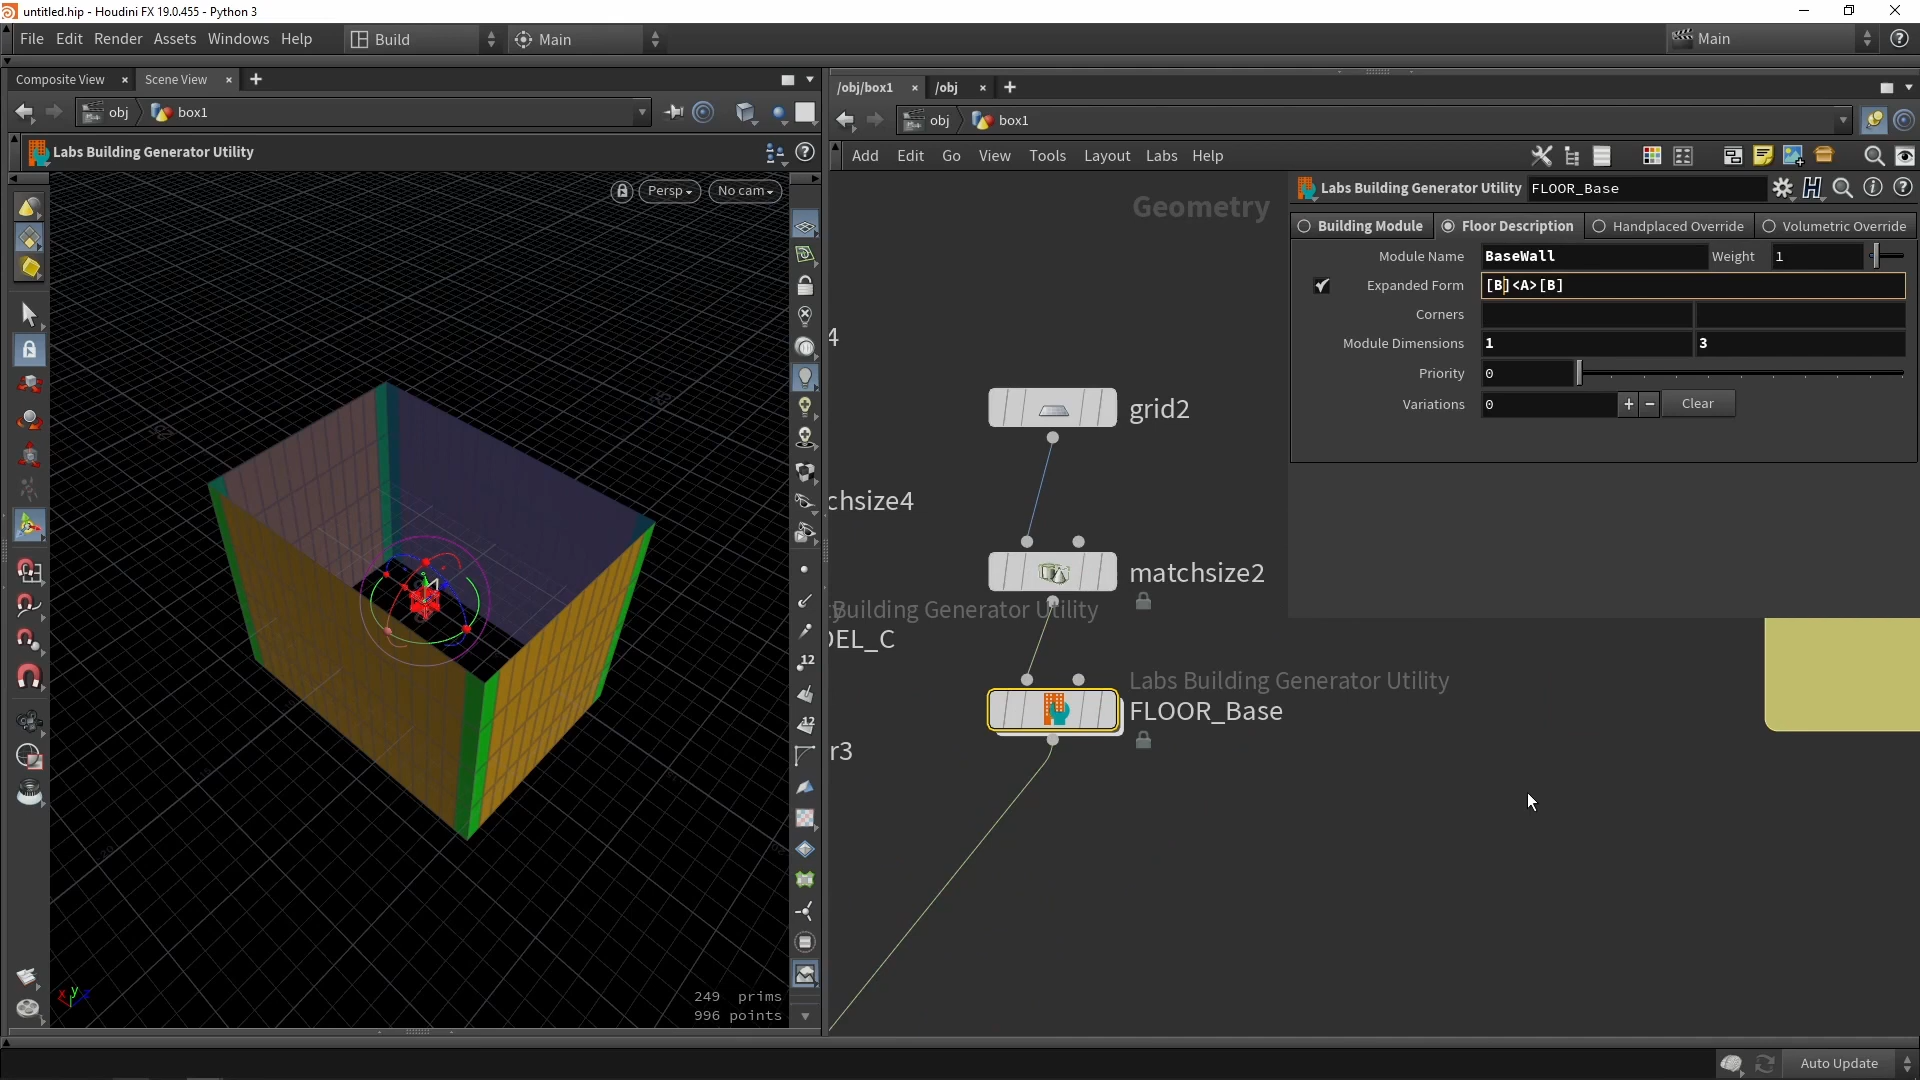 untitled.hip - Houdini FX 19.0.455 - Python 3
File Edit Render Assets Windows Help Build Main Main
Composite View × Scene View ×
obj box1
Labs Building Generator Utility
Persp No cam
12
12
249 prims
996 points
x y z
/obj/box1 × /obj ×
obj box1
Add Edit Go View Tools Layout Labs Help
Geometry
Labs Building Generator Utility FLOOR_Base
Building Module Floor Description Handplaced Override Volumetric Override
Module Name BaseWall Weight 1
Expanded Form [B]<A>[B]
Corners
Module Dimensions 1 3
Priority 0
Variations 0 + − Clear
4
grid2
chsize4
matchsize2
Building Generator Utility
DEL_C
Labs Building Generator Utility
FLOOR_Base
r3
Auto Update